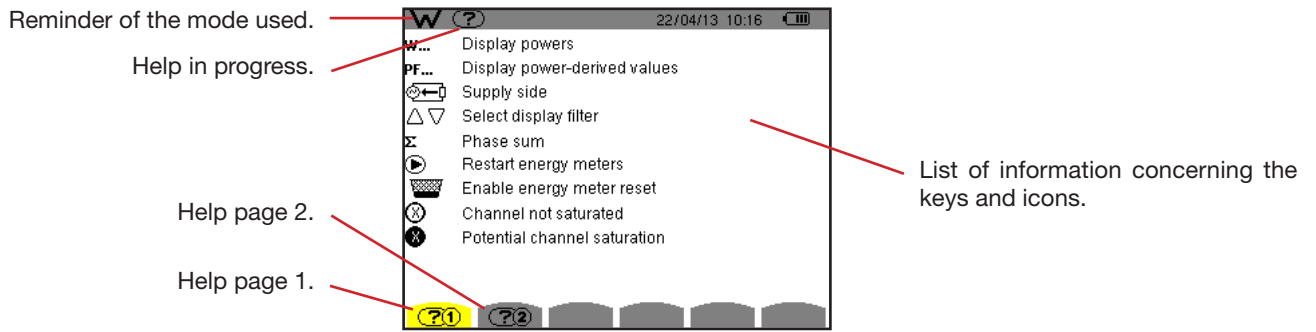 Reminder of the mode used.
Help in progress.
Help page 2.
Help page 1.
W ? 22/04/13 10:16
W... Display powers
PF... Display power-derived values
Supply side
Select display filter
Σ Phase sum
Restart energy meters
Enable energy meter reset
X Channel not saturated
X Potential channel saturation
?1 ?2
List of information concerning the
keys and icons.